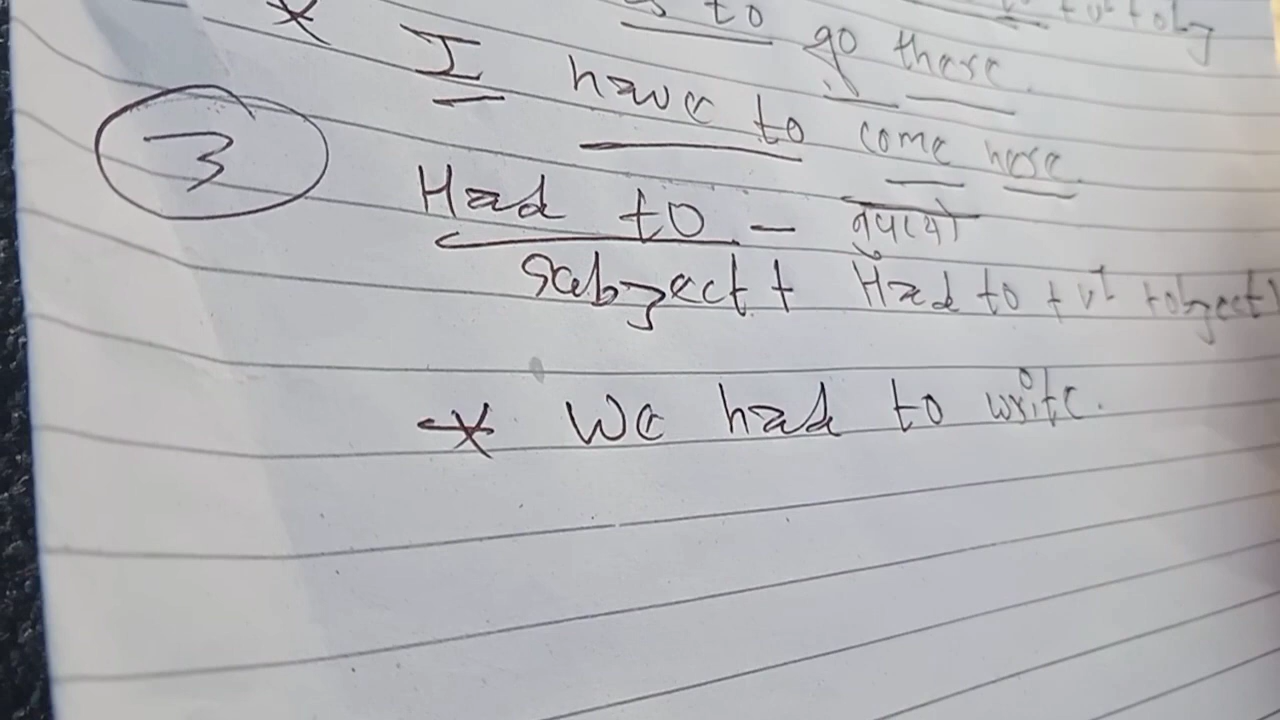 to go there.
* I have to come here.
3
Had to -
Subject + Had to + v1 + object
* We had to write.